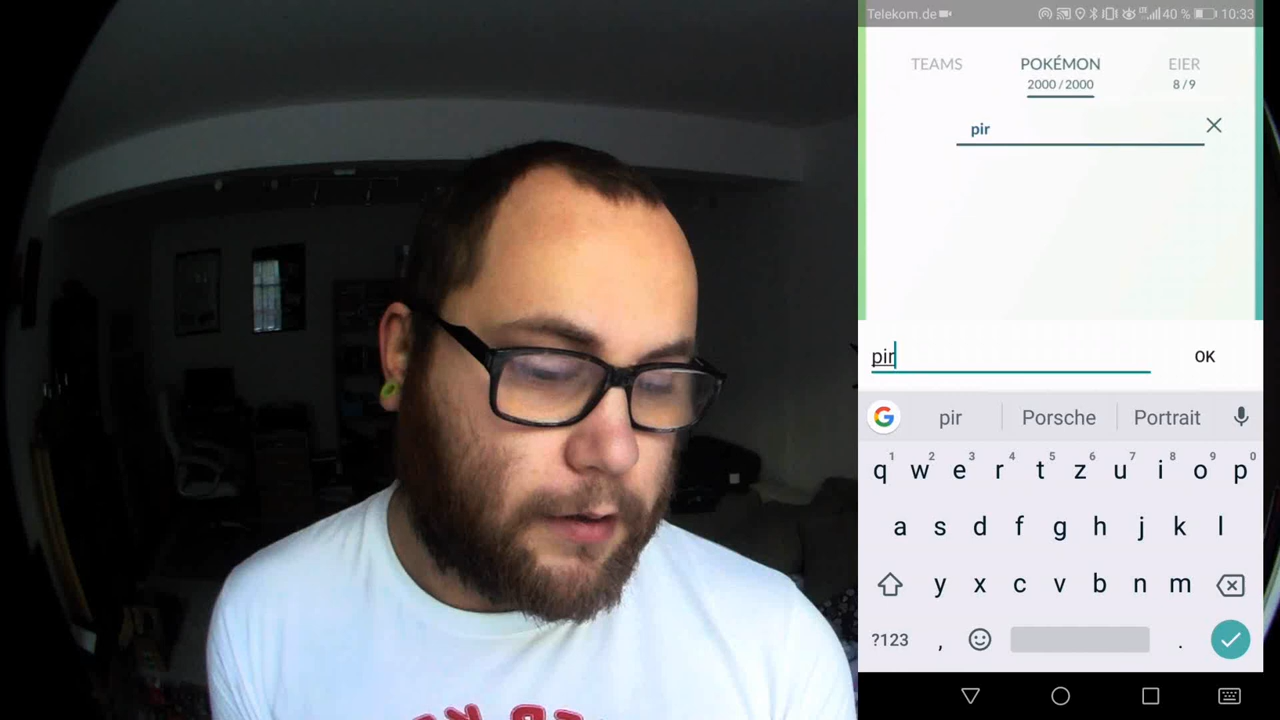 Telekom.de 40 % 10:33
TEAMS POKÉMON EIER
2000/2000 8/9
pir
pir OK
pir Porsche Portrait
1 2 3 4 5 6 7 8 9 0
q w e r t z u i o p
a s d f g h j k l
y x c v b n m
?123 , .